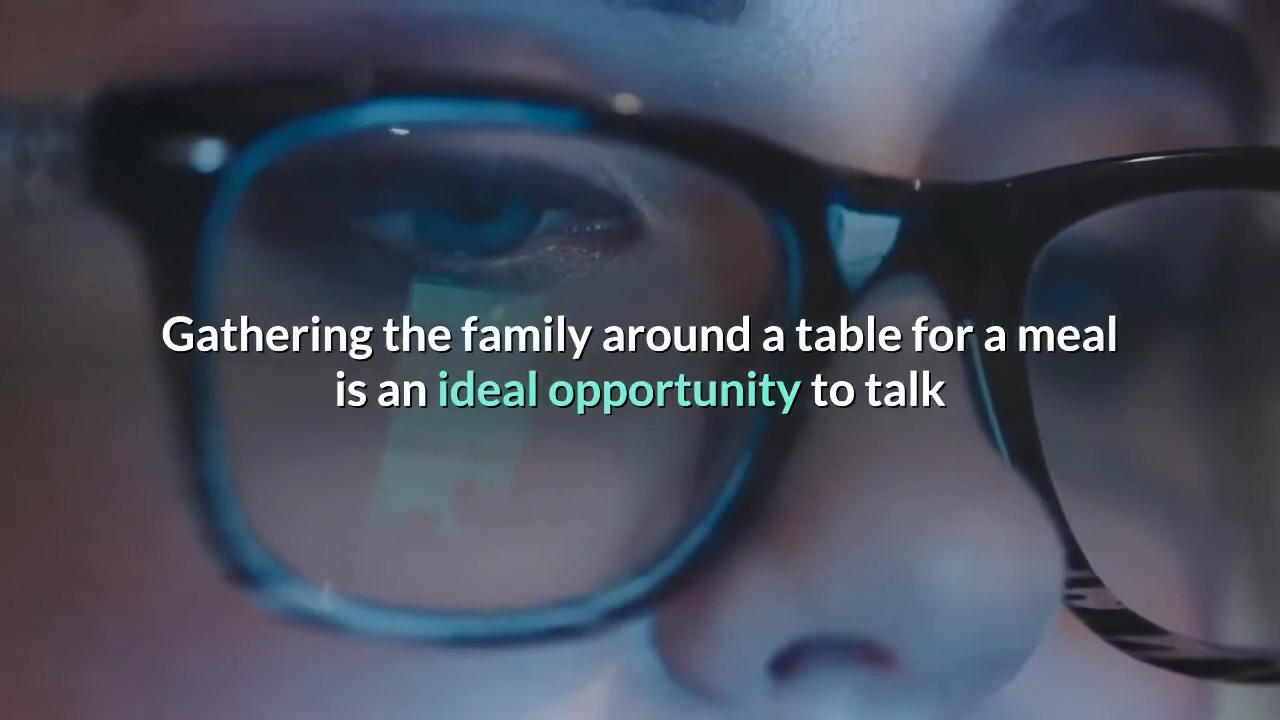 Gathering the family around a table for a meal
is an ideal opportunity to talk